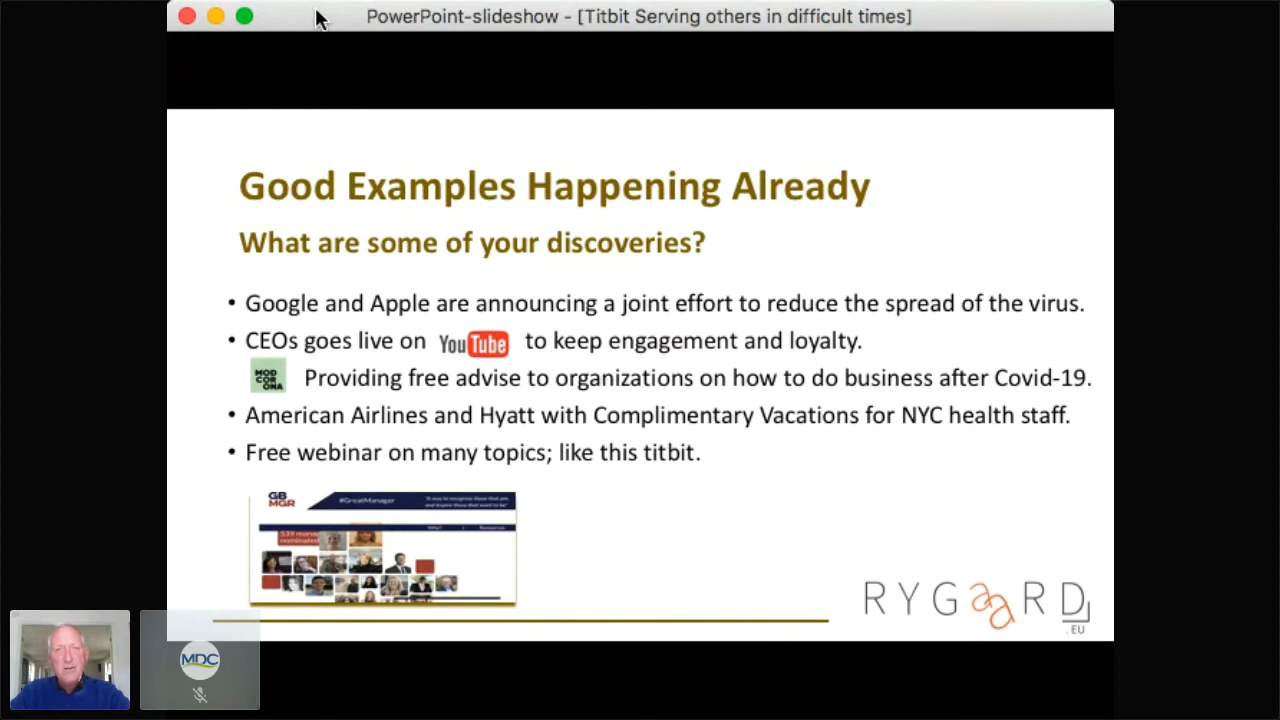 PowerPoint-slideshow - [Titbit Serving others in difficult times]
Good Examples Happening Already
What are some of your discoveries?
• Google and Apple are announcing a joint effort to reduce the spread of the virus.
• CEOs goes live on YouTube to keep engagement and loyalty.
MOD COR ONA Providing free advise to organizations on how to do business after Covid-19.
• American Airlines and Hyatt with Complimentary Vacations for NYC health staff.
• Free webinar on many topics; like this titbit.
GB
MGR
#GreatManager
Why?
Resources
RYGaaRD
.EU
MDC